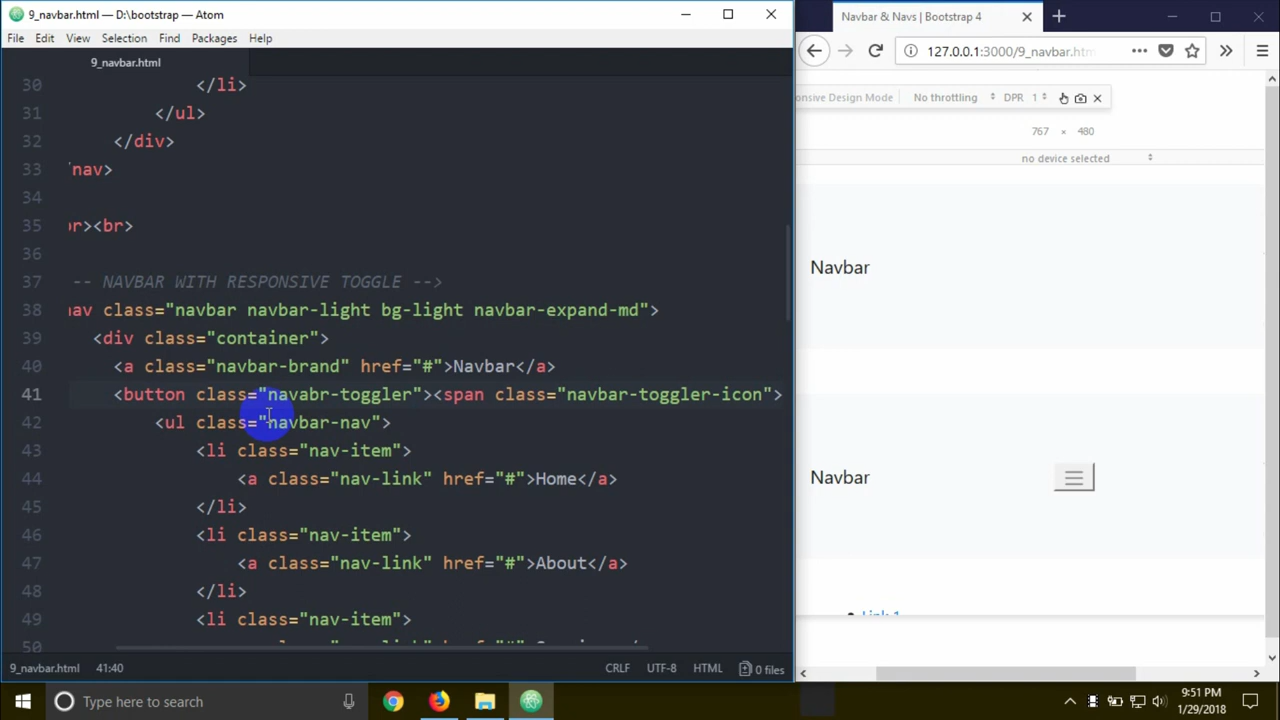 9_navbar.html — D:\bootstrap — Atom
File Edit View Selection Find Packages Help
9_navbar.html
30 </li>
31 </ul>
32 </div>
33 /nav>
34
35 r><br>
36
37 -- NAVBAR WITH RESPONSIVE TOGGLE -->
38 nav class="navbar navbar-light bg-light navbar-expand-md">
39 <div class="container">
40 <a class="navbar-brand" href="#">Navbar</a>
41 <button class="navabr-toggler"><span class="navbar-toggler-icon">
42 <ul class="navbar-nav">
43 <li class="nav-item">
44 <a class="nav-link" href="#">Home</a>
45 </li>
46 <li class="nav-item">
47 <a class="nav-link" href="#">About</a>
48 </li>
49 <li class="nav-item">
50
9_navbar.html 41:40 CRLF UTF-8 HTML 0 files
Navbar & Navs | Bootstrap 4
127.0.0.1:3000/9_navbar.htm
onsive Design Mode No throttling DPR 1
767 × 480
no device selected
Navbar
Navbar
Link 1
Type here to search
9:51 PM
1/29/2018